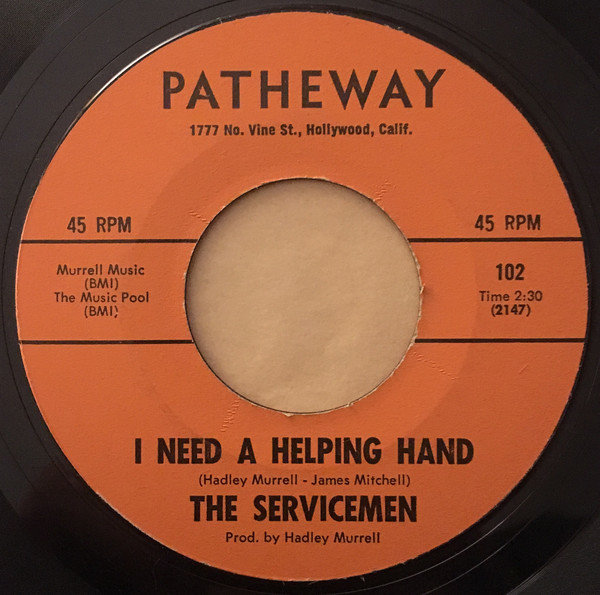 PATHEWAY
1777 No. Vine St., Hollywood, Calif.
45 RPM
45 RPM
Murrell Music
(BMI)
The Music Pool
(BMI)
102
Time 2:30
(2147)
I NEED A HELPING HAND
(Hadley Murrell - James Mitchell)
THE SERVICEMEN
Prod. by Hadley Murrell